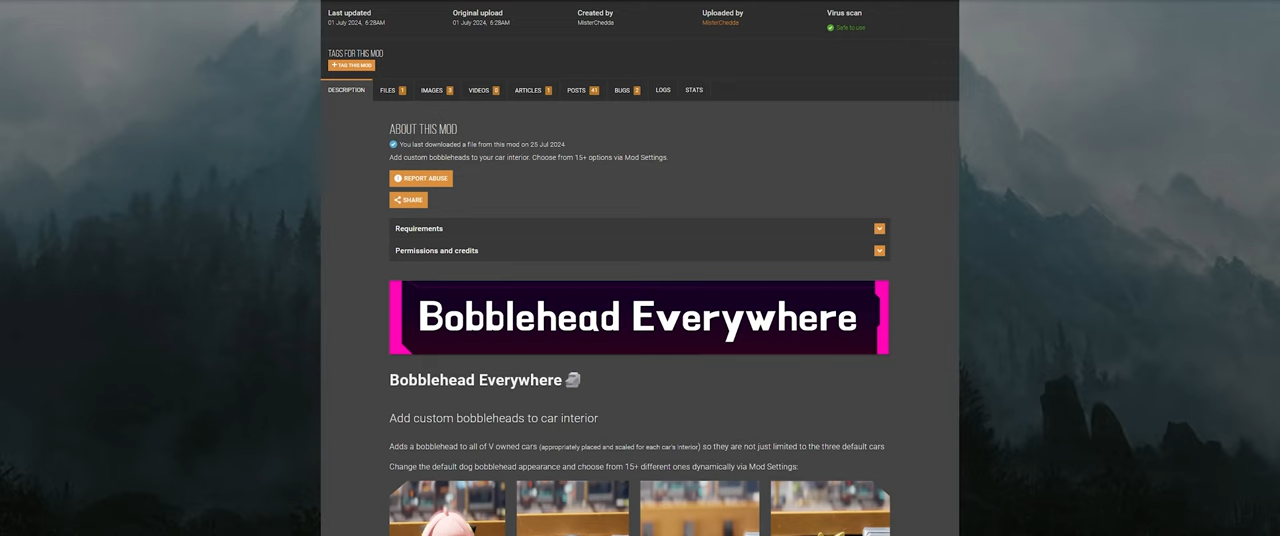 Last updated
01 July 2024, 6:28AM
Original upload
01 July 2024, 6:28AM
Created by
MisterChedda
Uploaded by
MisterChedda
Virus scan
Safe to use
TAGS FOR THIS MOD
+ TAG THIS MOD
DESCRIPTION
FILES 1
IMAGES 3
VIDEOS 0
ARTICLES 1
POSTS 41
BUGS 2
LOGS
STATS
ABOUT THIS MOD
You last downloaded a file from this mod on 25 Jul 2024
Add custom bobbleheads to your car interior. Choose from 15+ options via Mod Settings.
REPORT ABUSE
SHARE
Requirements
Permissions and credits
Bobblehead Everywhere
Bobblehead Everywhere 🗿
Add custom bobbleheads to car interior
Adds a bobblehead to all of V owned cars (appropriately placed and scaled for each car's interior) so they are not just limited to the three default cars
Change the default dog bobblehead appearance and choose from 15+ different ones dynamically via Mod Settings: